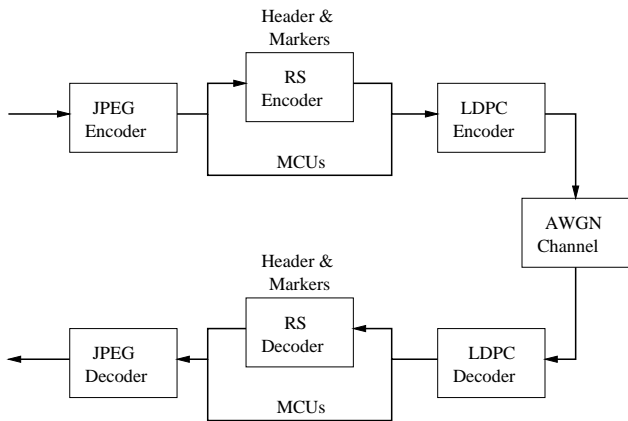 Header &
Markers
JPEG
Encoder
RS
Encoder
MCUs
LDPC
Encoder
AWGN
Channel
Header &
Markers
JPEG
Decoder
RS
Decoder
MCUs
LDPC
Decoder